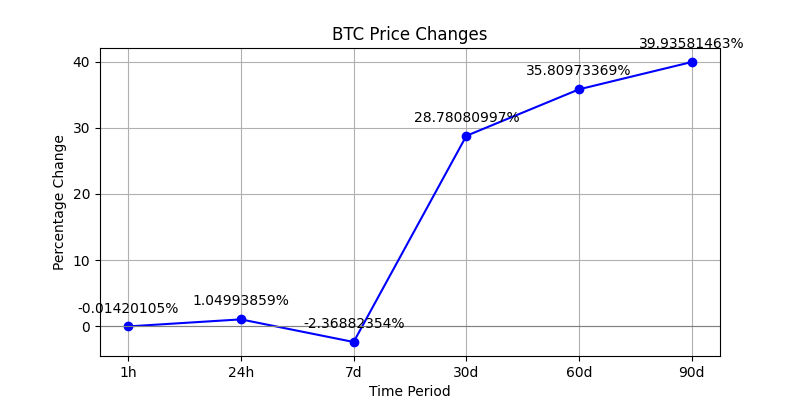 BTC Price Changes
39.93581463%
40
35.80973369%
28.78080997%
30
20
10
1.04993859%
-0.01420105%
-2.36882354%
0
Percentage Change
1h 24h 7d 30d 60d 90d
Time Period